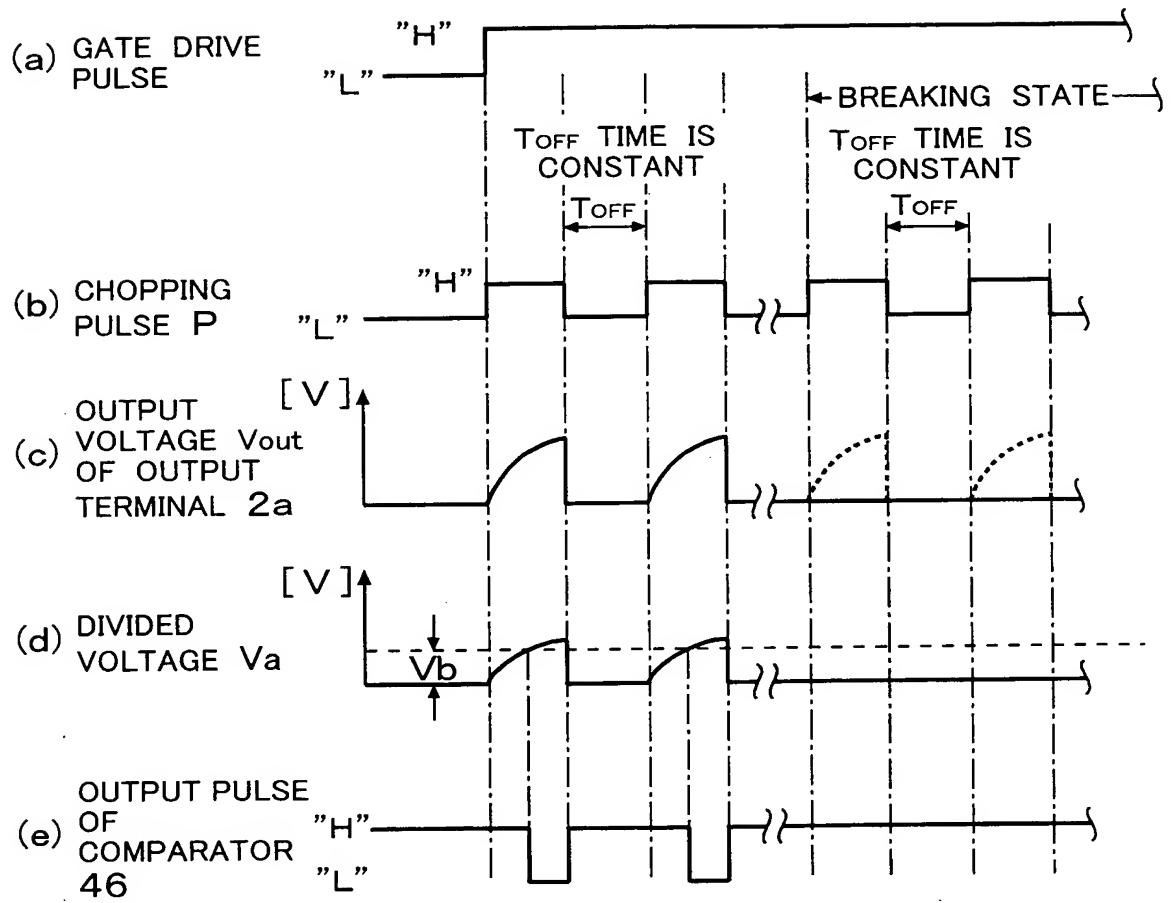 (a) GATE DRIVE
PULSE
"H"
"L"
BREAKING STATE
TOFF TIME IS
CONSTANT
TOFF
TOFF TIME IS
CONSTANT
TOFF
(b) CHOPPING
PULSE P
"H"
"L"
(c) OUTPUT
VOLTAGE Vout
OF OUTPUT
TERMINAL 2a
[V]
(d) DIVIDED
VOLTAGE Va
[V]
Vb
(e) OUTPUT PULSE
OF
COMPARATOR
46
"H"
"L"